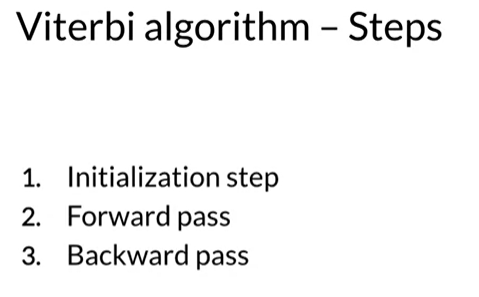 Viterbi algorithm – Steps
1. Initialization step
2. Forward pass
3. Backward pass